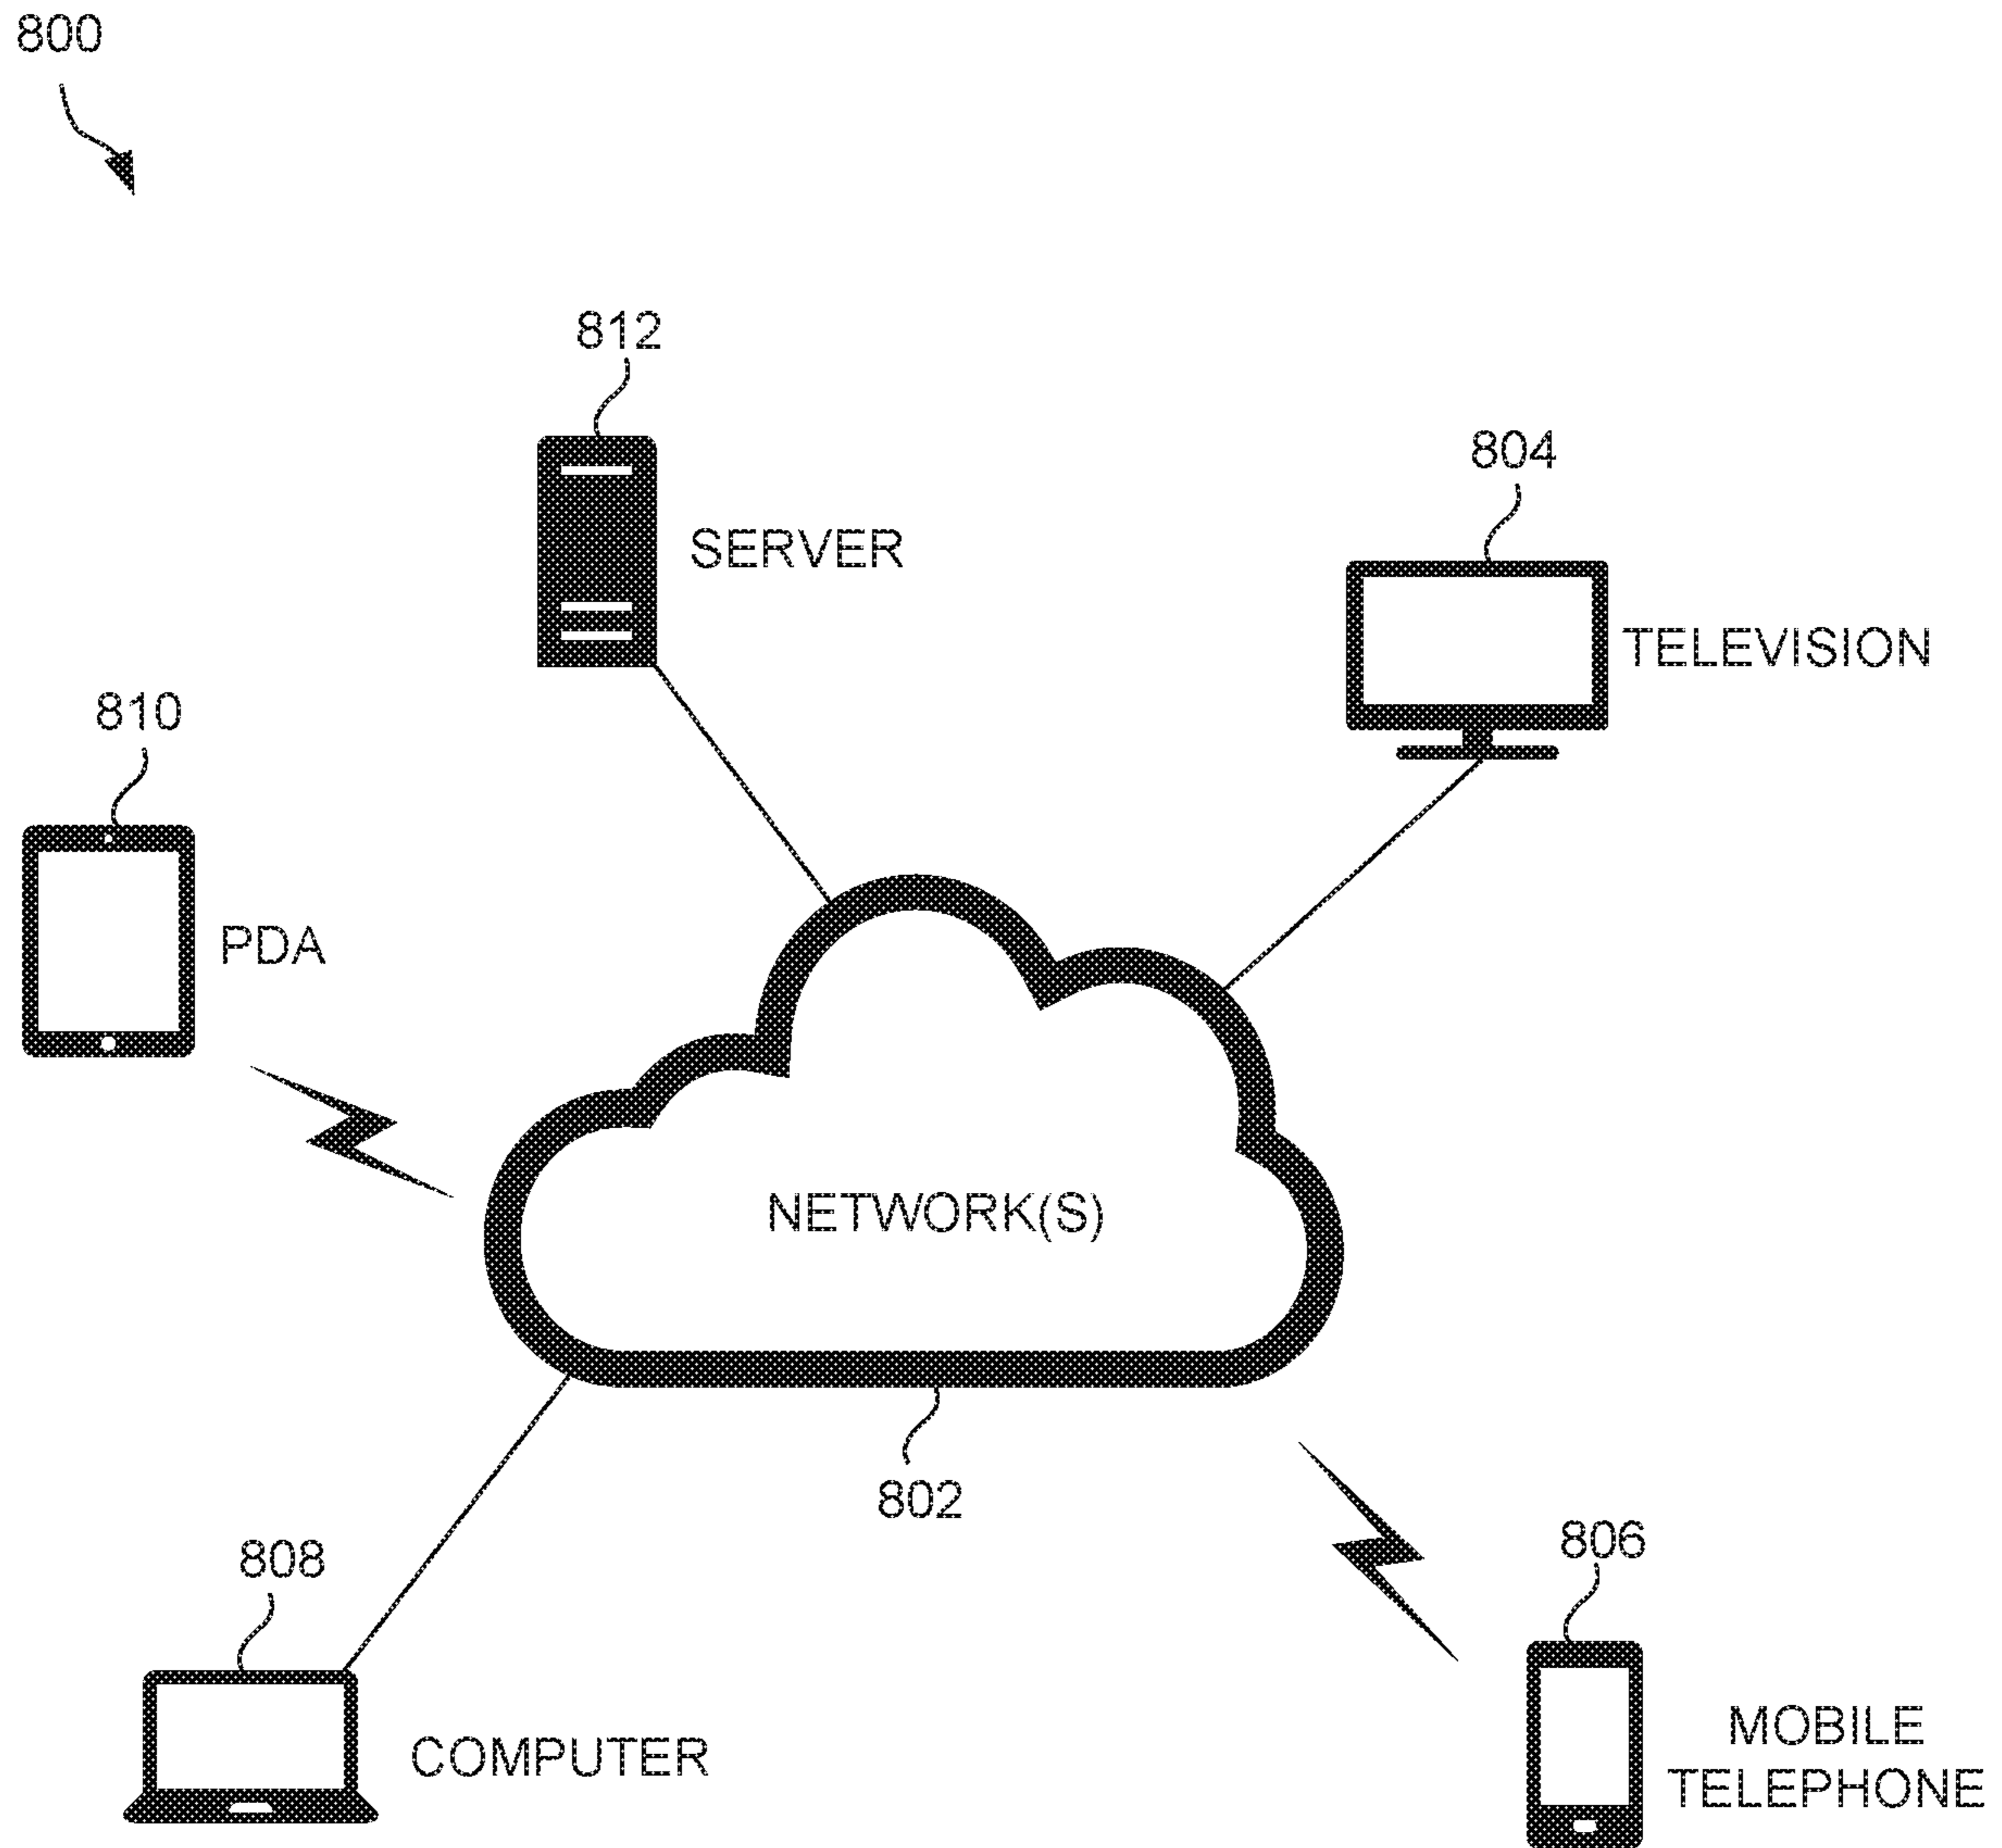 800
812
SERVER
804
TELEVISION
810
PDA
NETWORK(S)
802
808
COMPUTER
806
MOBILE
TELEPHONE